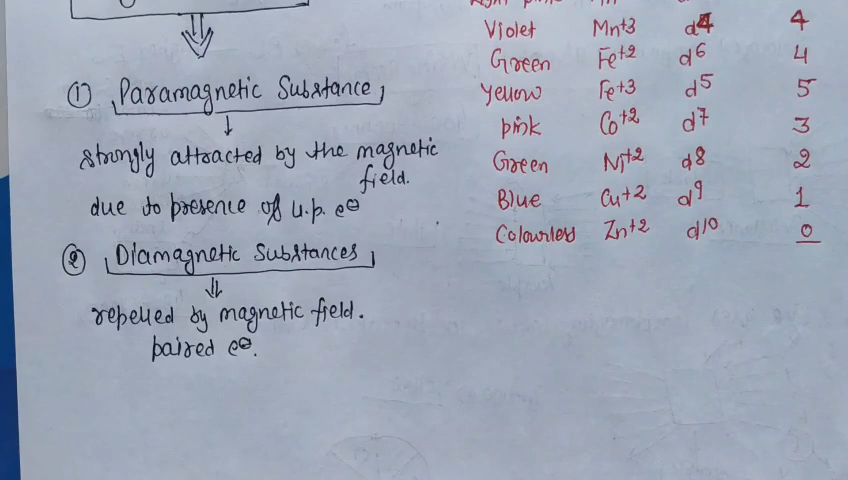 ① Paramagnetic Substance
strongly attracted by the magnetic
field.
due to presence of u.p. e⊖
② Diamagnetic Substances
repelled by magnetic field.
paired e⊖.
Violet Mn+3 d4 4
Green Fe+2 d6 4
Yellow Fe+3 d5 5
pink Co+2 d7 3
Green Ni+2 d8 2
Blue Cu+2 d9 1
Colourless Zn+2 d10 0